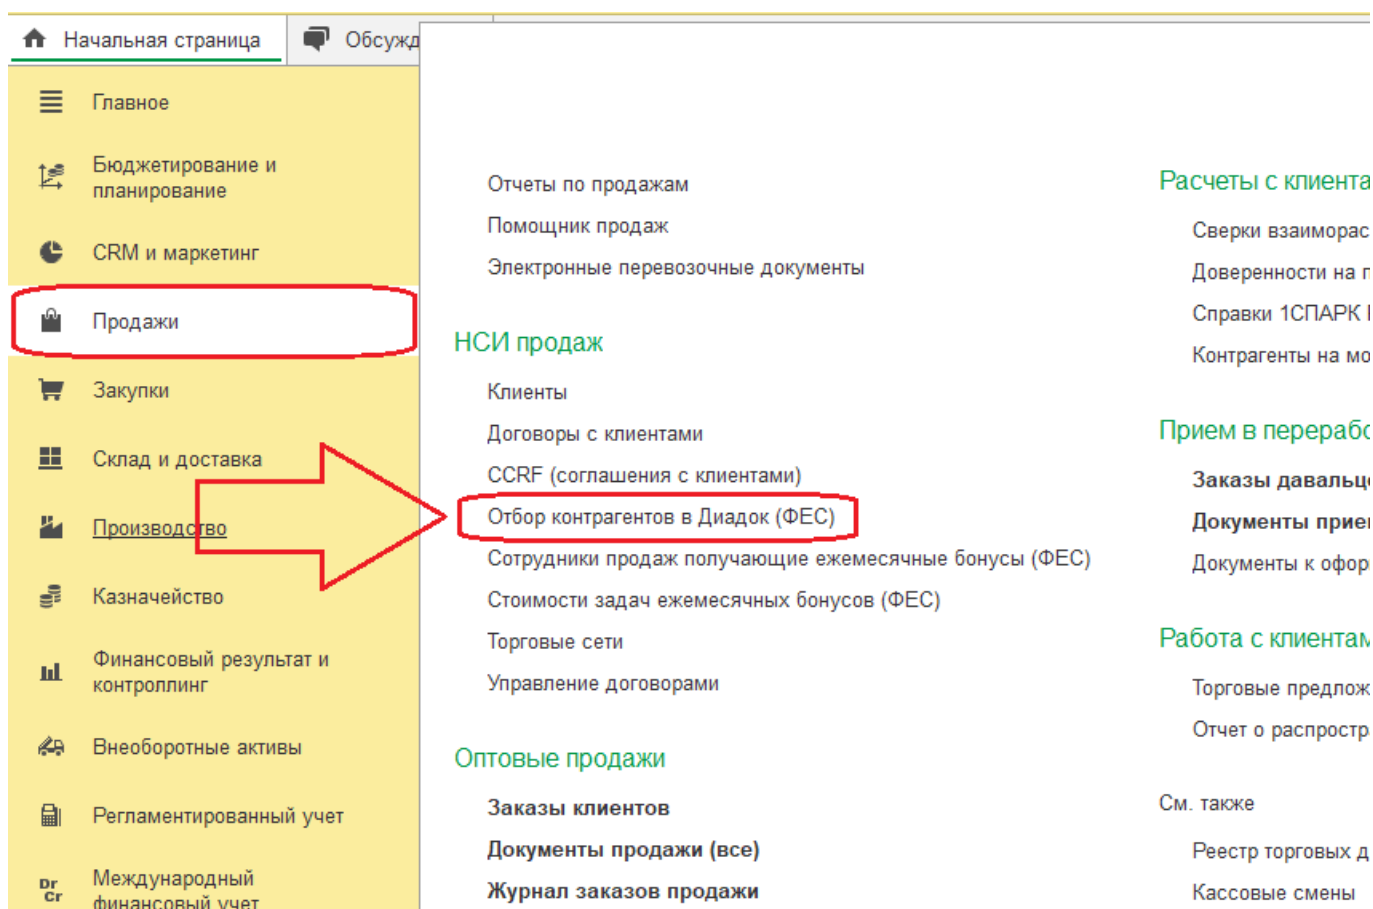 Начальная страница
Обсужд
Главное
Бюджетирование и
планирование
CRM и маркетинг
Продажи
Закупки
Склад и доставка
Производство
Казначейство
Финансовый результат и
контроллинг
Внеоборотные активы
Регламентированный учет
Dr
Cr
Международный
финансовый учет
Отчеты по продажам
Помощник продаж
Электронные перевозочные документы
НСИ продаж
Клиенты
Договоры с клиентами
CCRF (соглашения с клиентами)
Отбор контрагентов в Диадок (ФЕС)
Сотрудники продаж получающие ежемесячные бонусы (ФЕС)
Стоимости задач ежемесячных бонусов (ФЕС)
Торговые сети
Управление договорами
Оптовые продажи
Заказы клиентов
Документы продажи (все)
Журнал заказов продажи
Расчеты с клиента
Сверки взаиморас
Доверенности на п
Справки 1СПАРК
Контрагенты на мо
Прием в перерабо
Заказы давальц
Документы прие
Документы к офор
Работа с клиентам
Торговые предлож
Отчет о распростр
См. также
Реестр торговых д
Кассовые смены